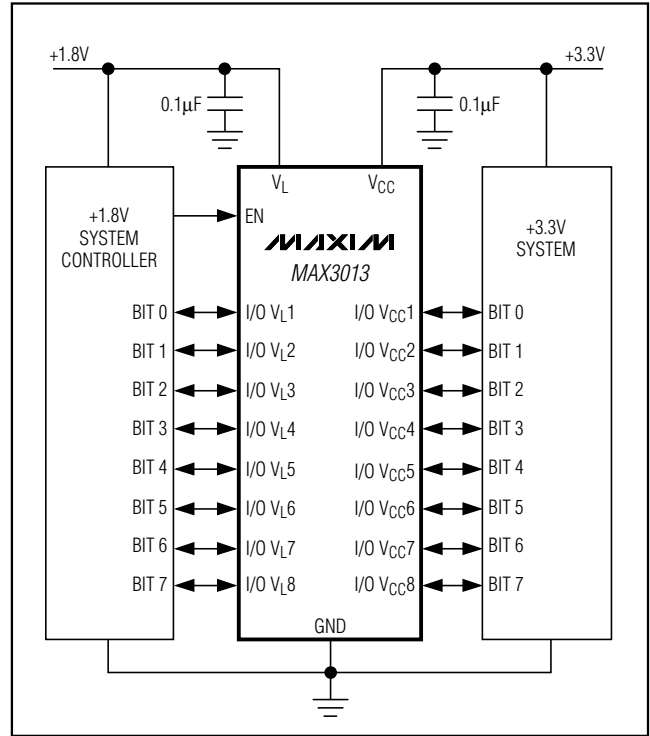 +1.8V
+3.3V
0.1μF
0.1μF
VL
VCC
+1.8V
SYSTEM
CONTROLLER
EN
MAXIM
MAX3013
+3.3V
SYSTEM
BIT 0 I/O VL1 I/O VCC1 BIT 0
BIT 1 I/O VL2 I/O VCC2 BIT 1
BIT 2 I/O VL3 I/O VCC3 BIT 2
BIT 3 I/O VL4 I/O VCC4 BIT 3
BIT 4 I/O VL5 I/O VCC5 BIT 4
BIT 5 I/O VL6 I/O VCC6 BIT 5
BIT 6 I/O VL7 I/O VCC7 BIT 6
BIT 7 I/O VL8 I/O VCC8 BIT 7
GND